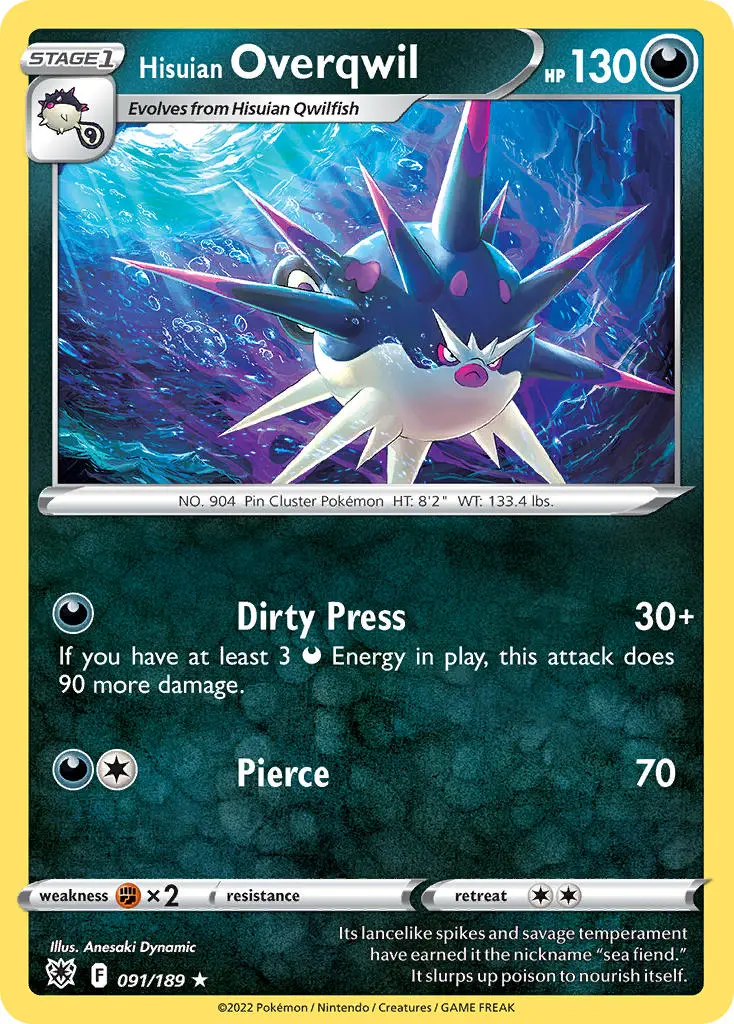 STAGE1
Hisuian Overqwil
HP 130
Evolves from Hisuian Qwilfish
NO. 904 Pin Cluster Pokémon HT: 8'2" WT: 133.4 lbs.
Dirty Press 30+
If you have at least 3 Energy in play, this attack does
90 more damage.
Pierce 70
weakness ×2 resistance retreat
Illus. Anesaki Dynamic
Its lancelike spikes and savage temperament
have earned it the nickname “sea fiend.”
It slurps up poison to nourish itself.
F 091/189 ★
©2022 Pokémon / Nintendo / Creatures / GAME FREAK